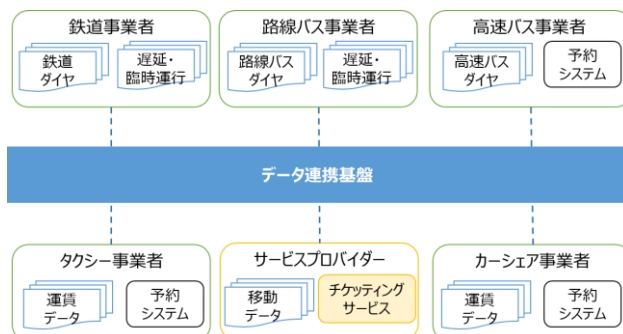 鉄道事業者
鉄道
ダイヤ
遅延・
臨時運行
路線バス事業者
路線バス
ダイヤ
遅延・
臨時運行
高速バス事業者
高速バス
ダイヤ
予約
システム
データ連携基盤
タクシー事業者
運賃
データ
予約
システム
サービスプロバイダー
移動
データ
チケッティング
サービス
カーシェア事業者
運賃
データ
予約
システム